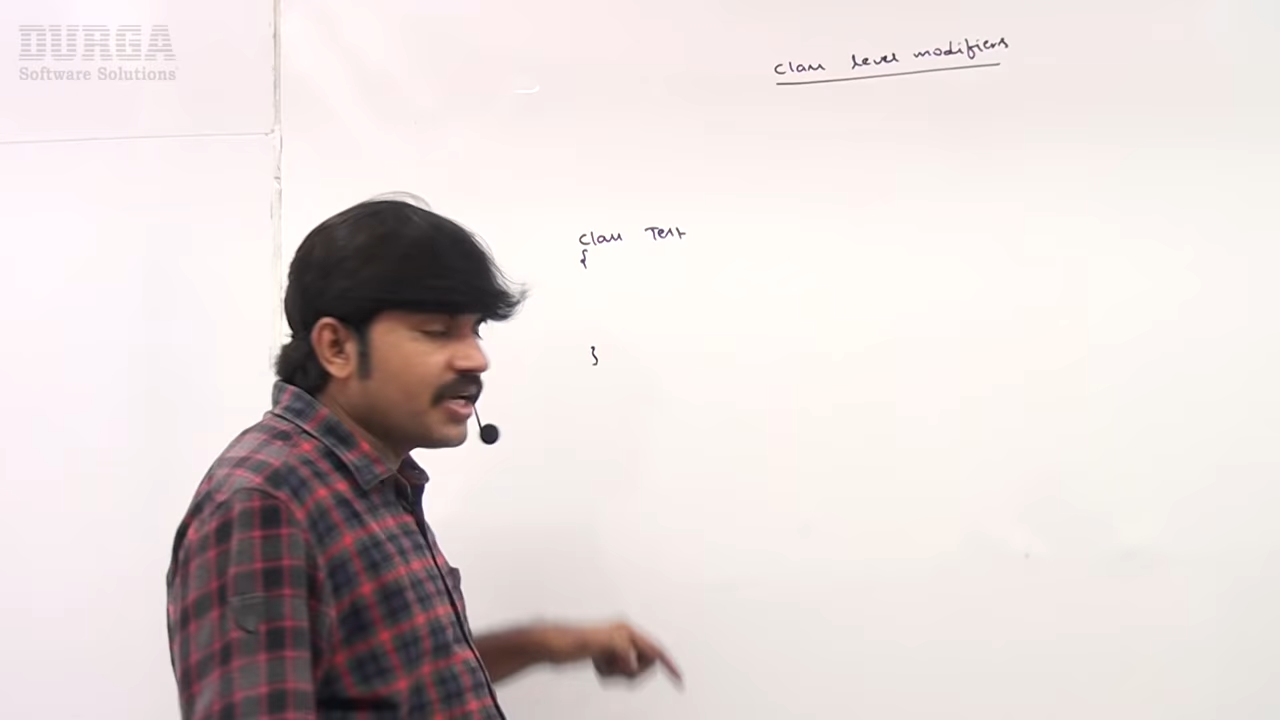 DURGA
Software Solutions
class level modifiers
class Test
{
}